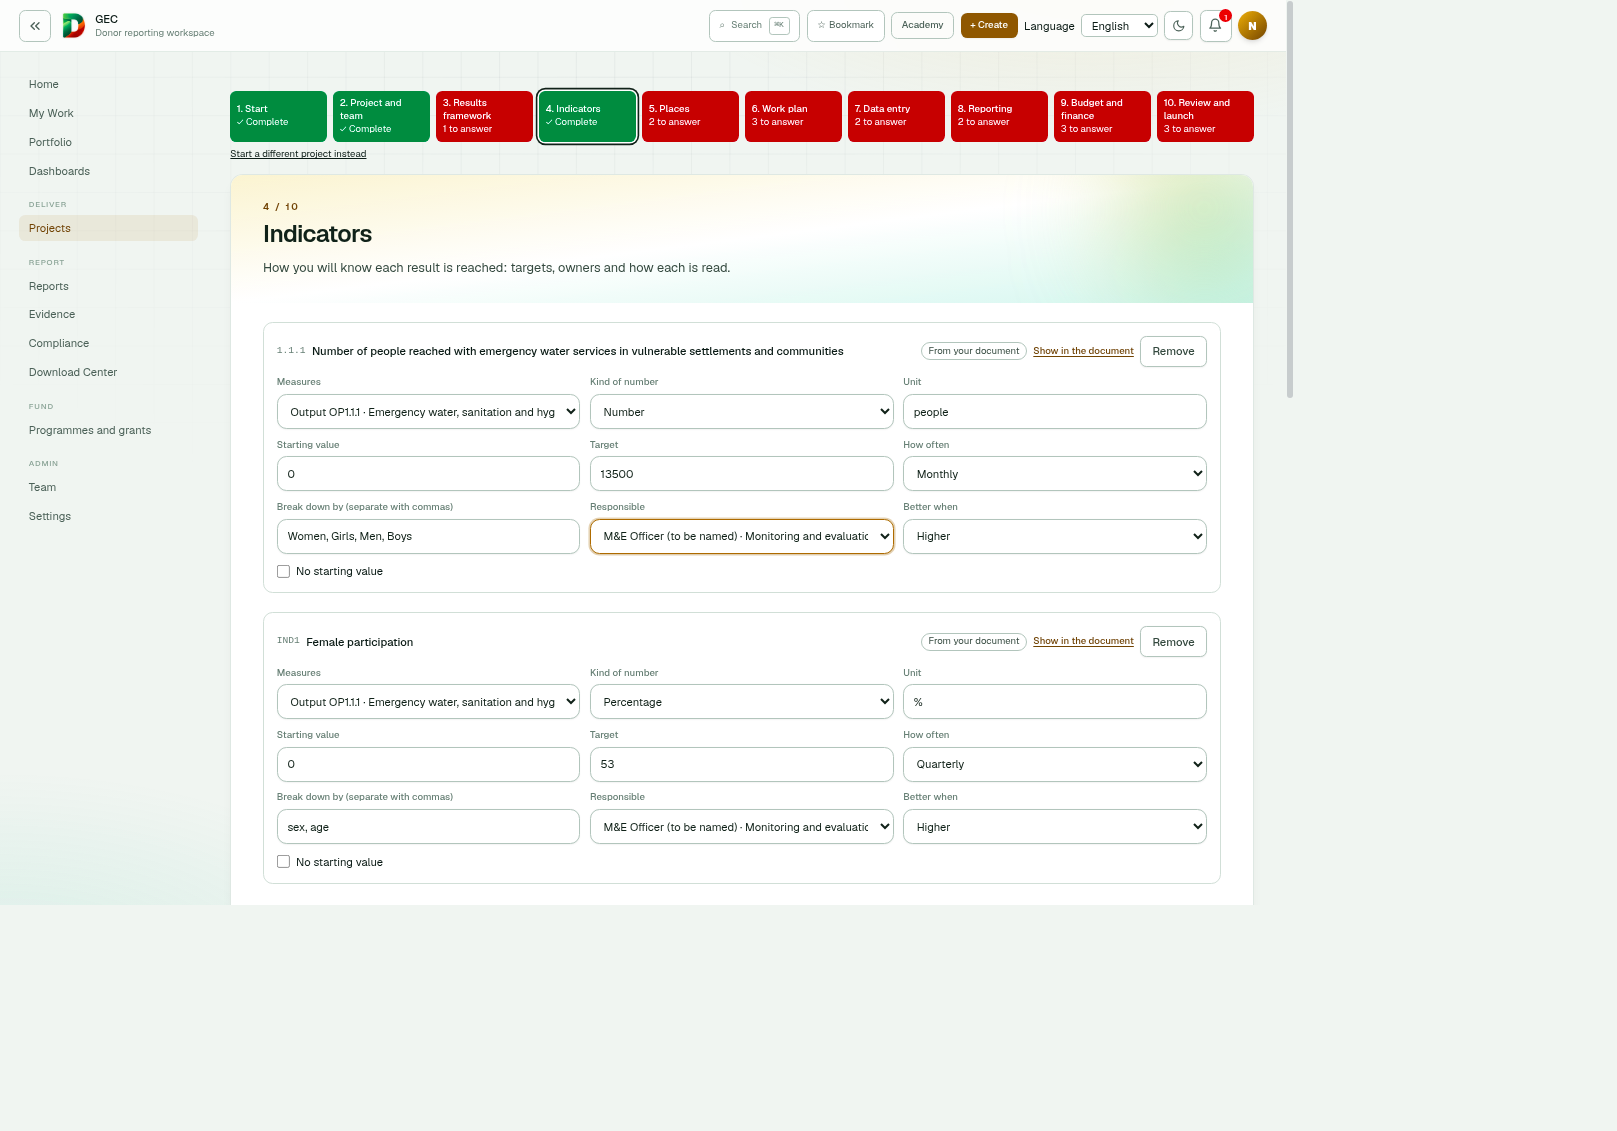 GEC
Donor reporting workspace
Search ⌘K
☆ Bookmark
Academy
+ Create
Language
English
1
N
Home
My Work
Portfolio
Dashboards
DELIVER
Projects
REPORT
Reports
Evidence
Compliance
Download Center
FUND
Programmes and grants
ADMIN
Team
Settings
1. Start
✓ Complete
2. Project and
team
✓ Complete
3. Results
framework
1 to answer
4. Indicators
✓ Complete
5. Places
2 to answer
6. Work plan
3 to answer
7. Data entry
2 to answer
8. Reporting
2 to answer
9. Budget and
finance
3 to answer
10. Review and
launch
3 to answer
Start a different project instead
4 / 10
Indicators
How you will know each result is reached: targets, owners and how each is read.
1.1.1 Number of people reached with emergency water services in vulnerable settlements and communities
From your document
Show in the document
Remove
Measures
Kind of number
Unit
Output OP1.1.1 · Emergency water, sanitation and hyg
Number
people
Starting value
Target
How often
0
13500
Monthly
Break down by (separate with commas)
Responsible
Better when
Women, Girls, Men, Boys
M&E Officer (to be named) · Monitoring and evaluatic
Higher
No starting value
IND1 Female participation
From your document
Show in the document
Remove
Measures
Kind of number
Unit
Output OP1.1.1 · Emergency water, sanitation and hyg
Percentage
%
Starting value
Target
How often
0
53
Quarterly
Break down by (separate with commas)
Responsible
Better when
sex, age
M&E Officer (to be named) · Monitoring and evaluatic
Higher
No starting value